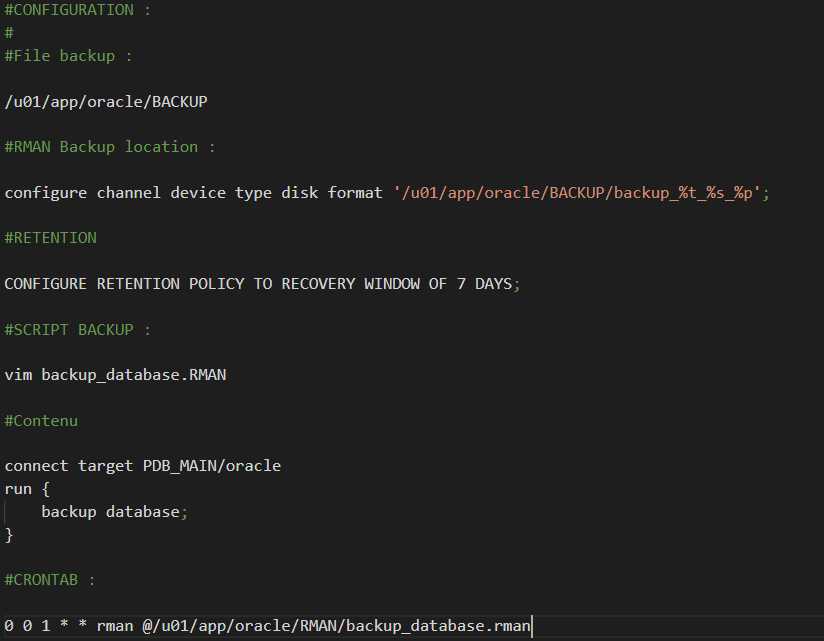 #CONFIGURATION :
#
#File backup :
/u01/app/oracle/BACKUP
#RMAN Backup location :
configure channel device type disk format '/u01/app/oracle/BACKUP/backup_%t_%s_%p';
#RETENTION
CONFIGURE RETENTION POLICY TO RECOVERY WINDOW OF 7 DAYS;
#SCRIPT BACKUP :
vim backup_database.RMAN
#Contenu
connect target PDB_MAIN/oracle
run {
    backup database;
}
#CRONTAB :
0 0 1 * * rman @/u01/app/oracle/RMAN/backup_database.rman